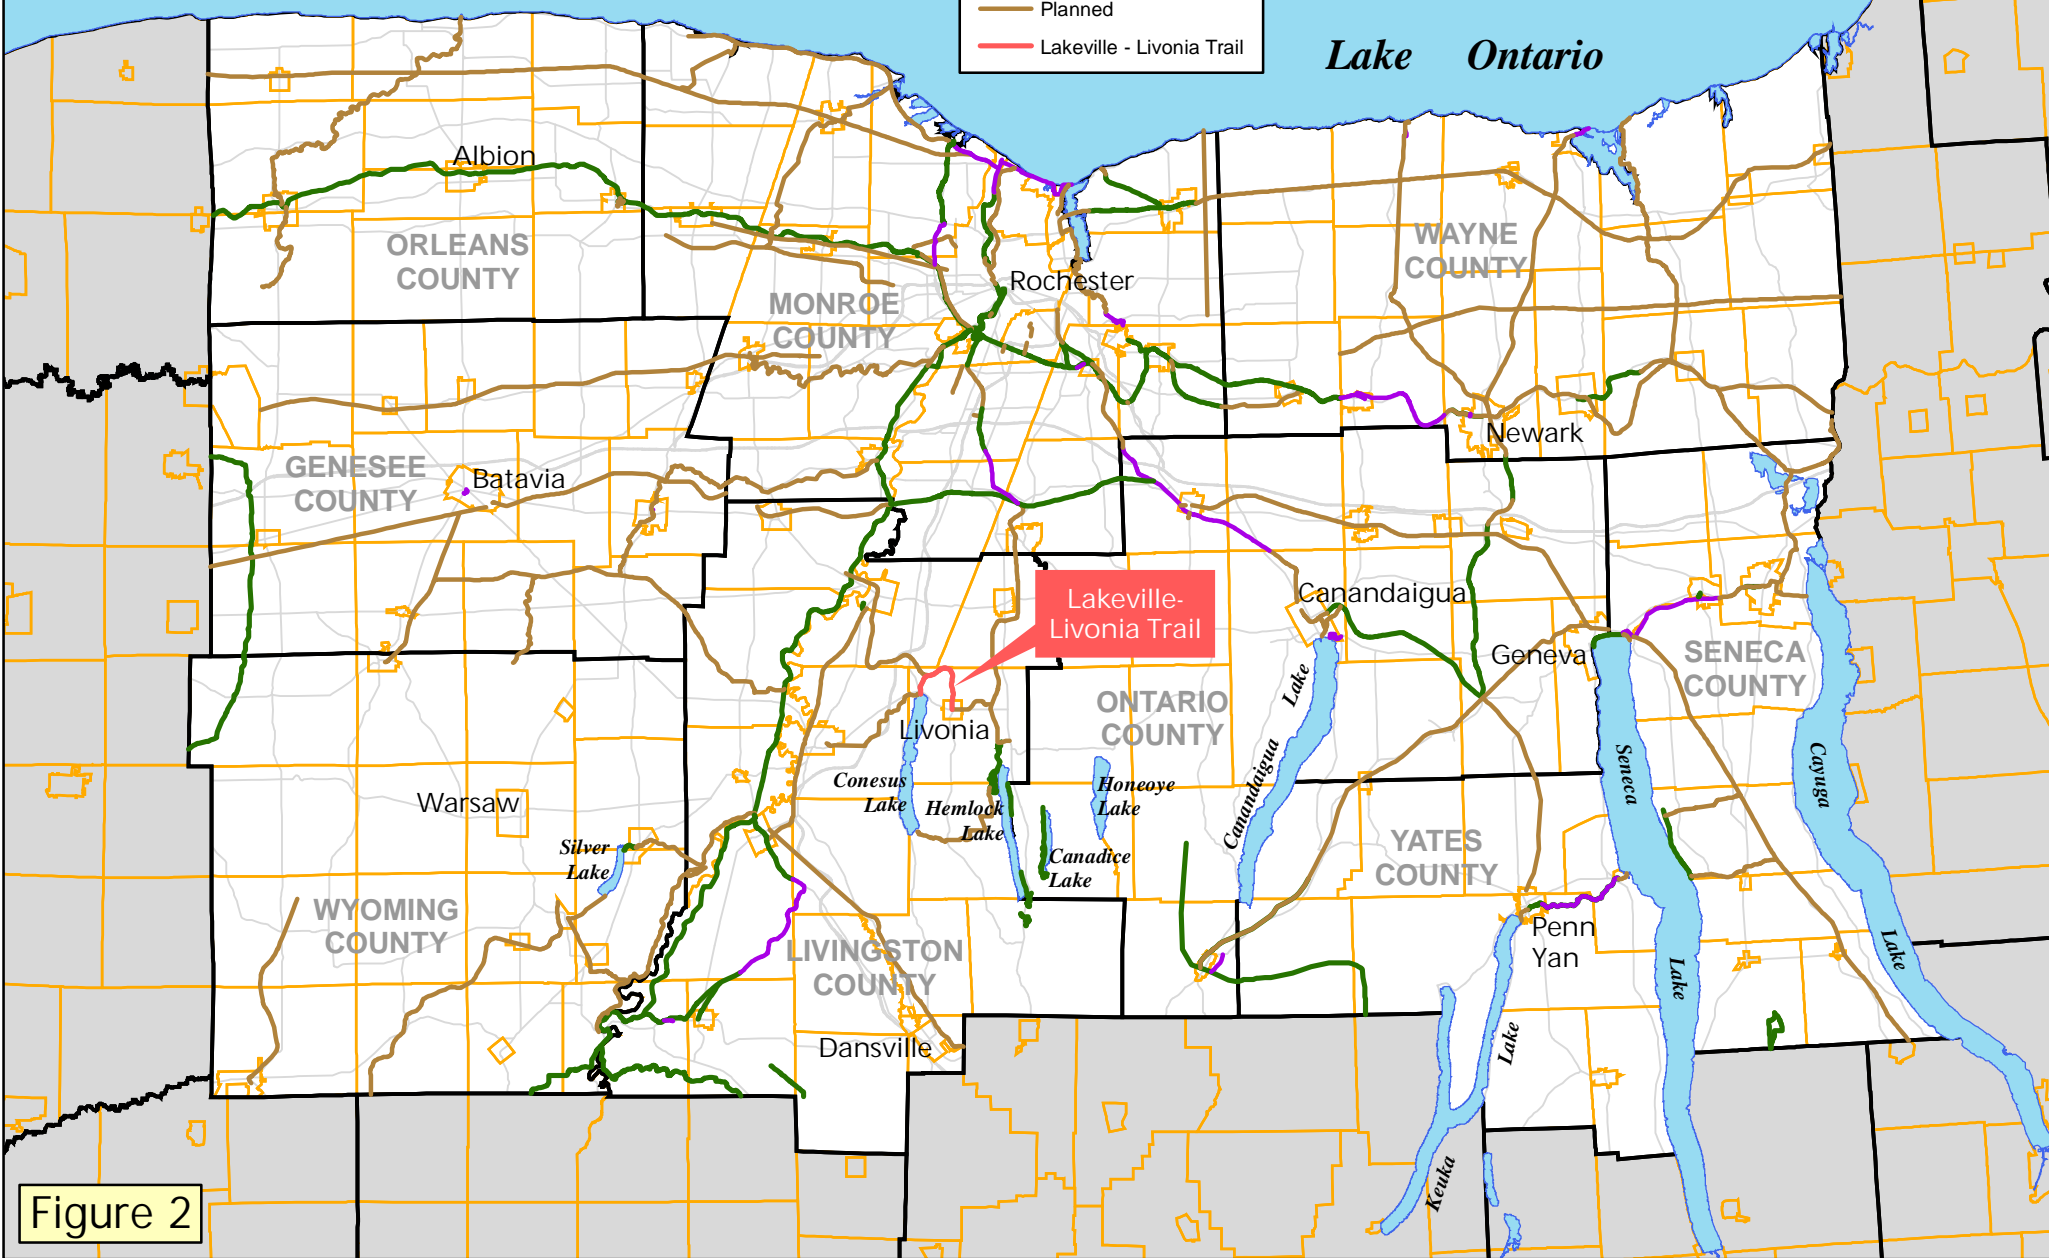 Planned
Lakeville - Livonia Trail
Lake Ontario
Albion
ORLEANS
COUNTY
WAYNE
COUNTY
Rochester
MONROE
COUNTY
Newark
GENESEE
COUNTY
Batavia
Lakeville-
Livonia Trail
Canandaigua
Geneva
SENECA
COUNTY
Lake
Canandaigua
ONTARIO
COUNTY
Livonia
Seneca
Lake
Cayuga
Lake
Conesus
Lake
Hemlock
Lake
Honeoye
Lake
Canadice
Lake
Warsaw
Silver
Lake
YATES
COUNTY
WYOMING
COUNTY
LIVINGSTON
COUNTY
Penn
Yan
Dansville
Lake
Keuka
Figure 2